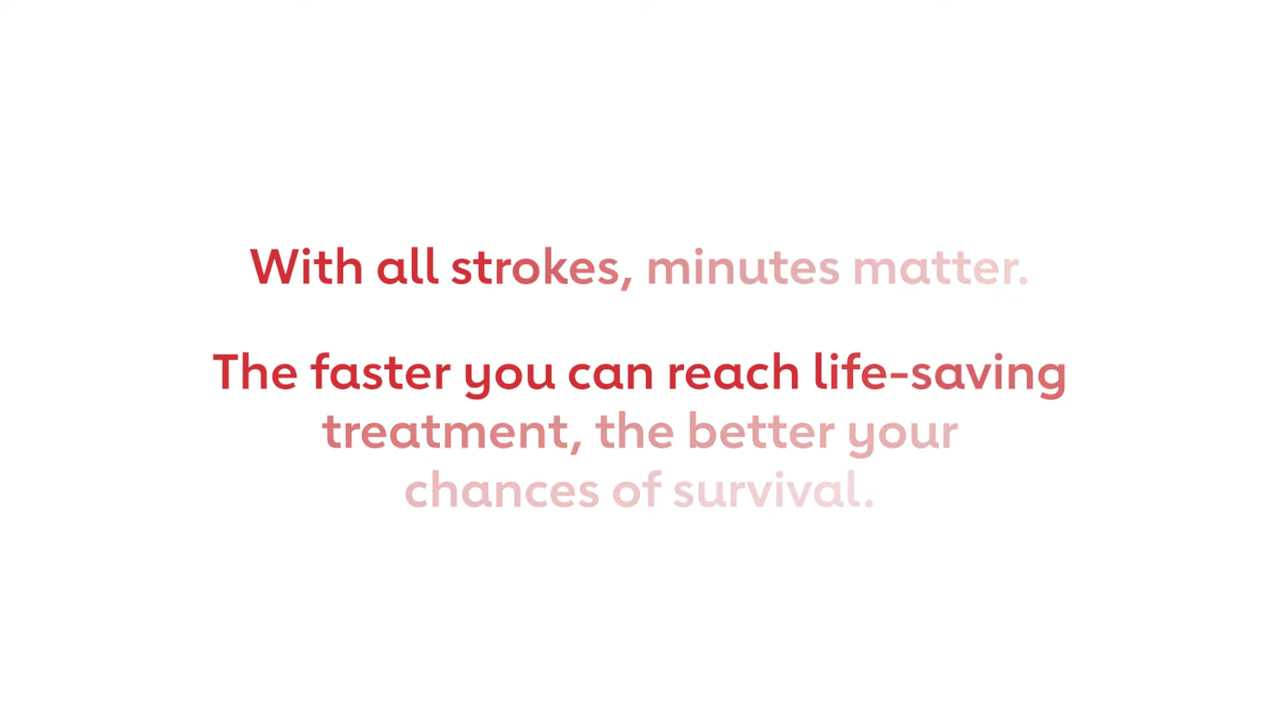 With all strokes, minutes matter.
The faster you can reach life-saving
treatment, the better your
chances of survival.